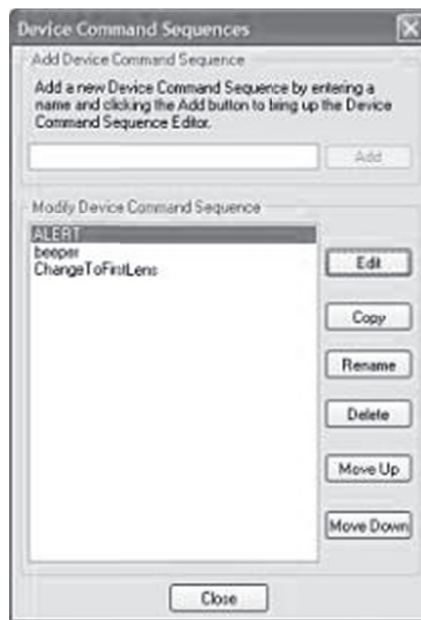 Device Command Sequences
Add Device Command Sequence
Add a new Device Command Sequence by entering a
name and clicking the Add button to bring up the Device
Command Sequence Editor.
Add
Modify Device Command Sequence
ALERT
beeper
ChangeToFirstLens
Edit
Copy
Rename
Delete
Move Up
Move Down
Close